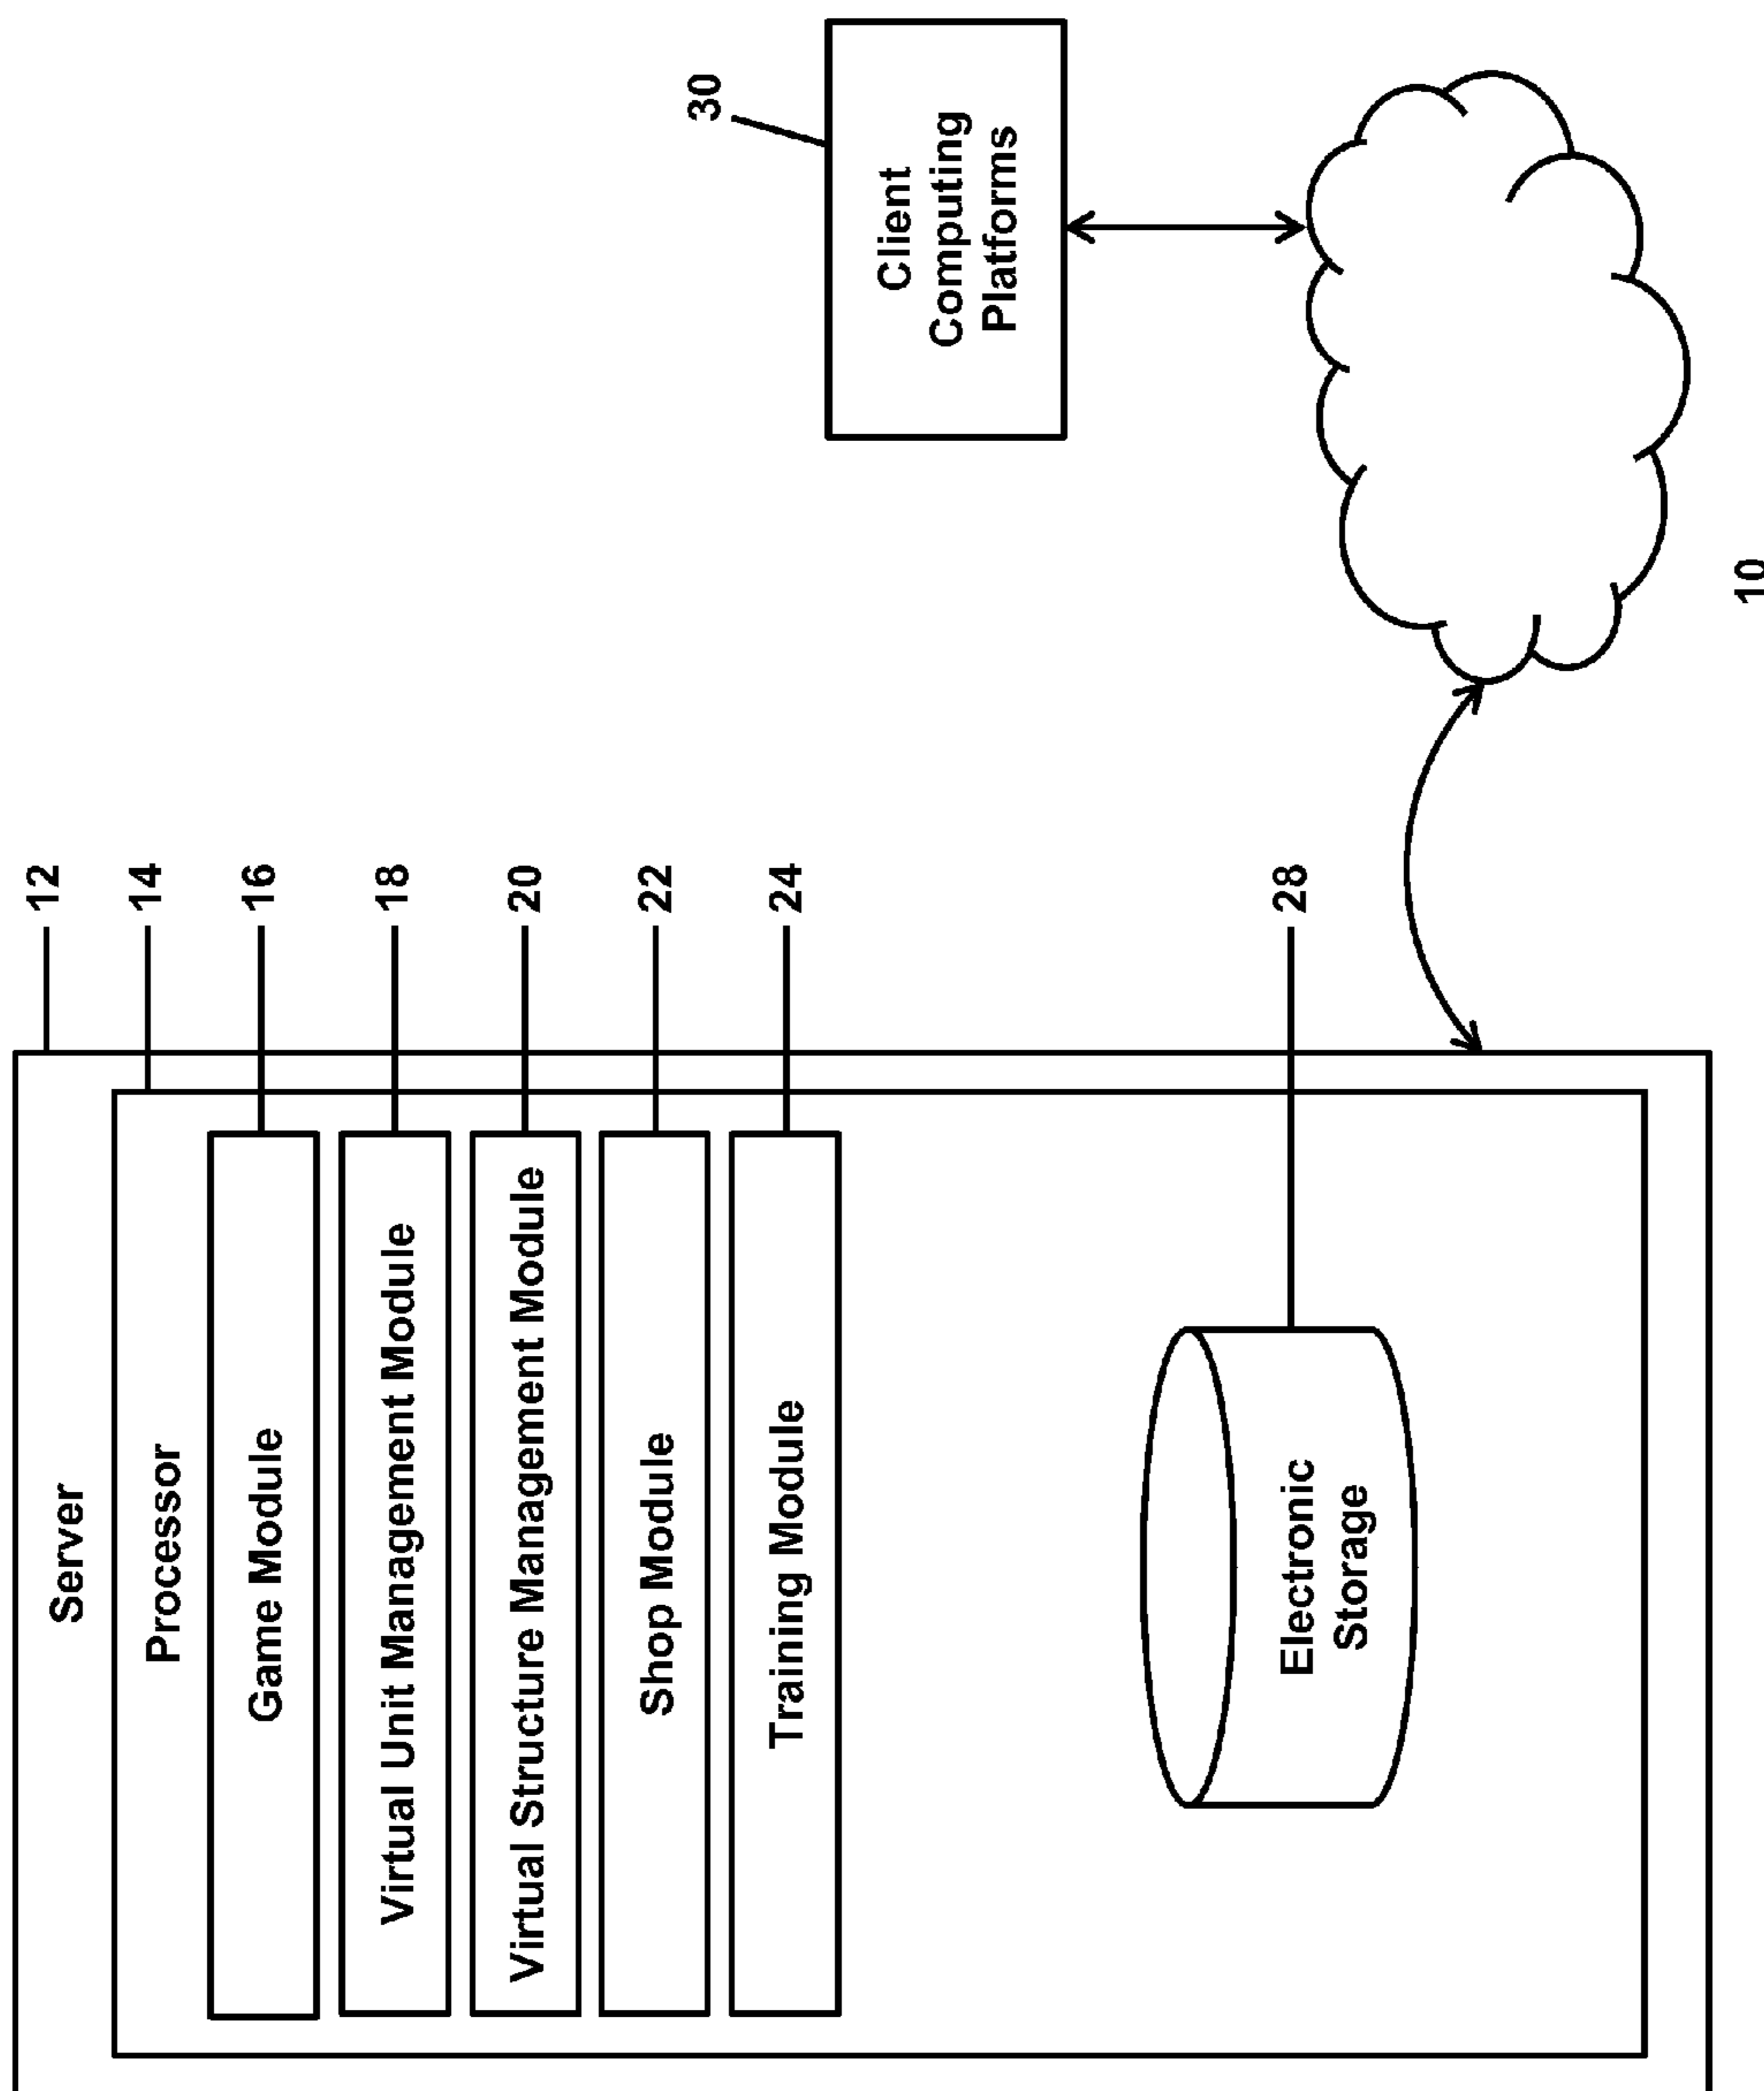 Server
12
Processor
14
Game Module
16
Virtual Unit Management Module
18
Virtual Structure Management Module
20
Shop Module
22
Training Module
24
Electronic
Storage
28
30
Client
Computing
Platforms
10